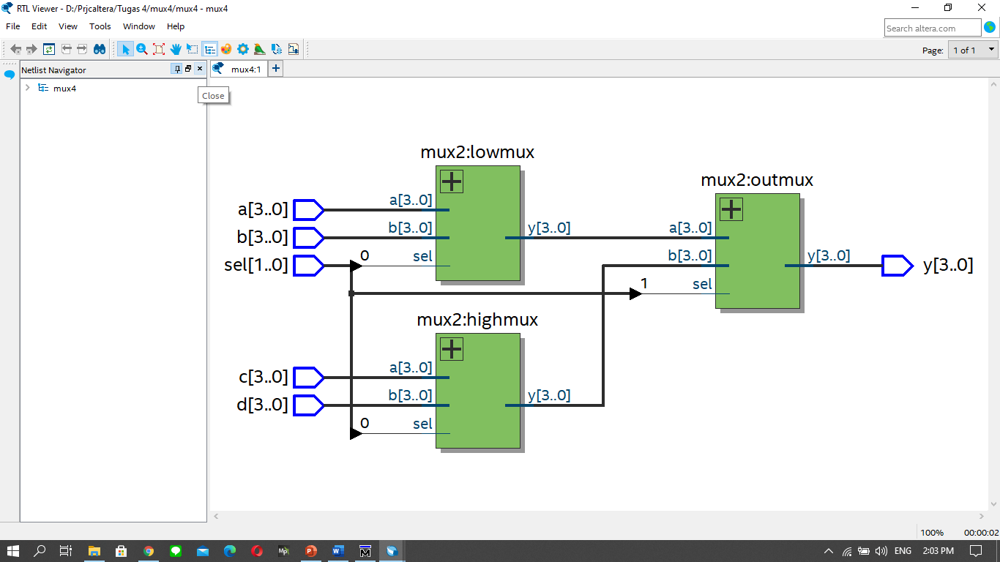 RTL Viewer - D:/Prjcaltera/Tugas 4/mux4/mux4 - mux4
File Edit View Tools Window Help
Search altera.com
Page: 1 of 1
Netlist Navigator
mux4:1
mux4
Close
mux2:lowmux
mux2:outmux
a[3..0]
a[3..0]
b[3..0]
b[3..0]
y[3..0]
a[3..0]
sel[1..0]
0
sel
b[3..0]
y[3..0]
y[3..0]
1
sel
mux2:highmux
c[3..0]
a[3..0]
d[3..0]
b[3..0]
y[3..0]
0
sel
100% 00:00:02
ENG 2:03 PM